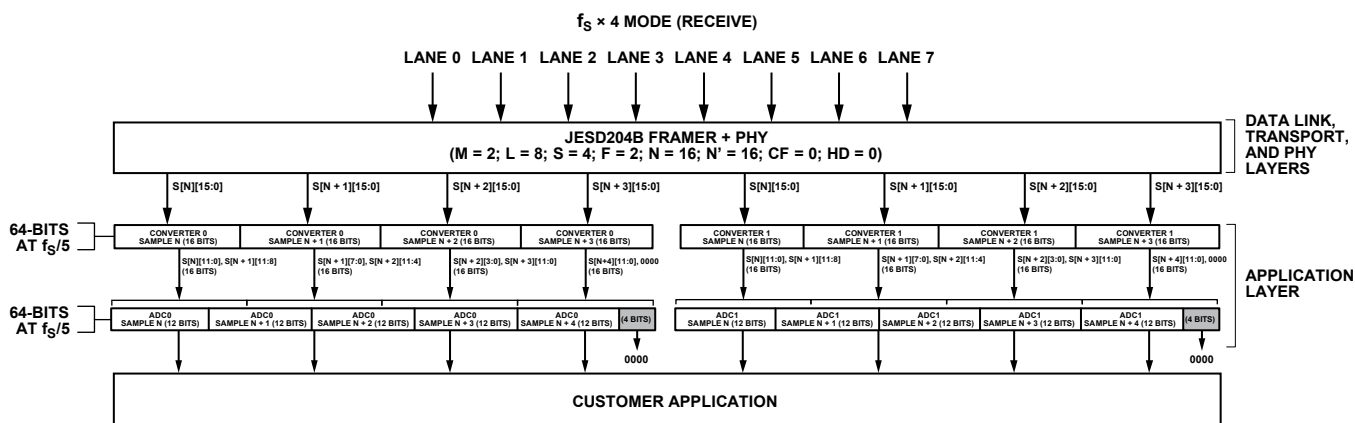 fS × 4 MODE (RECEIVE)
LANE 0 LANE 1 LANE 2 LANE 3 LANE 4 LANE 5 LANE 6 LANE 7
JESD204B FRAMER + PHY
(M = 2; L = 8; S = 4; F = 2; N = 16; N' = 16; CF = 0; HD = 0)
DATA LINK,
TRANSPORT,
AND PHY
LAYERS
S[N][15:0] S[N + 1][15:0] S[N + 2][15:0] S[N + 3][15:0] S[N][15:0] S[N + 1][15:0] S[N + 2][15:0] S[N + 3][15:0]
64-BITS
AT fS/5
CONVERTER 0 CONVERTER 0 CONVERTER 0 CONVERTER 0 CONVERTER 1 CONVERTER 1 CONVERTER 1 CONVERTER 1
SAMPLE N (16 BITS) SAMPLE N + 1 (16 BITS) SAMPLE N + 2 (16 BITS) SAMPLE N + 3 (16 BITS) SAMPLE N (16 BITS) SAMPLE N + 1 (16 BITS) SAMPLE N + 2 (16 BITS) SAMPLE N + 3 (16 BITS)
S[N][11:0], S[N + 1][11:8] S[N + 1][7:0], S[N + 2][11:4] S[N + 2][3:0], S[N + 3][11:0] S[N+4][11:0], 0000 S[N][11:0], S[N + 1][11:8] S[N + 1][7:0], S[N + 2][11:4] S[N + 2][3:0], S[N + 3][11:0] S[N + 4][11:0], 0000
(16 BITS) (16 BITS) (16 BITS) (16 BITS) (16 BITS) (16 BITS) (16 BITS) (16 BITS)
APPLICATION
LAYER
64-BITS
AT fS/5
ADC0 ADC0 ADC0 ADC0 ADC0 ADC1 ADC1 ADC1 ADC1 ADC1
SAMPLE N (12 BITS) SAMPLE N + 1 (12 BITS) SAMPLE N + 2 (12 BITS) SAMPLE N + 3 (12 BITS) SAMPLE N + 4 (12 BITS) (4 BITS) SAMPLE N (12 BITS) SAMPLE N + 1 (12 BITS) SAMPLE N + 2 (12 BITS) SAMPLE N + 3 (12 BITS) SAMPLE N + 4 (12 BITS) (4 BITS)
0000 0000
CUSTOMER APPLICATION